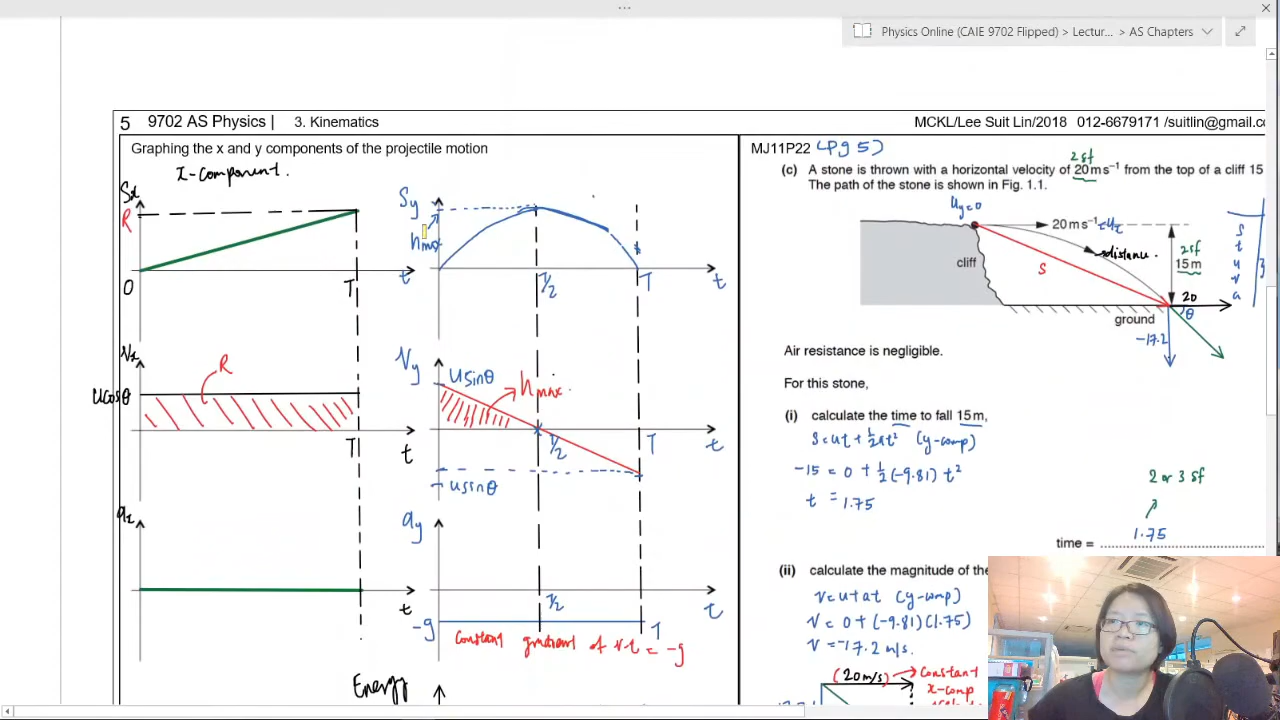 Physics Online (CAIE 9702 Flipped) > Lectur... > AS Chapters
5 9702 AS Physics | 3. Kinematics
MCKL/Lee Suit Lin/2018 012-6679171 /suitlin@gmail.co
Graphing the x and y components of the projectile motion
x-component.
Sx
R
O
T
t
Sy
hmax
T/2
T
t
Vx
ucosθ
R
T
t
Vy
usinθ
hmax.
T/2
T
t
-usinθ
ax
t
ay
T/2
t
-g
T
constant gradient of v-t = -g
Energy
MJ11P22 (pg 5)
2sf
(c) A stone is thrown with a horizontal velocity of 20 m s⁻¹ from the top of a cliff 15
The path of the stone is shown in Fig. 1.1.
uy=0
20 m s⁻¹ = ux
distance.
cliff
s
2sf
15 m
20
θ
ground
-17.2
s
t
u
v
a
Air resistance is negligible.
For this stone,
(i) calculate the time to fall 15 m,
s = ut + ½at² (y-comp)
-15 = 0 + ½(-9.81) t²
t = 1.75
2 or 3 sf
time = 1.75
(ii) calculate the magnitude of the
v = u + at (y-comp)
v = 0 + (-9.81)(1.75)
v = -17.2 m/s.
(20 m/s) → constant
x-comp